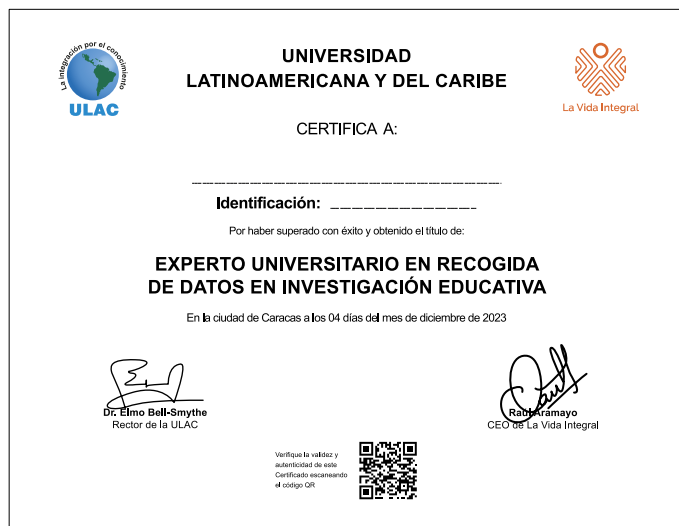 La integración por el conocimiento
ULAC
UNIVERSIDAD
LATINOAMERICANA Y DEL CARIBE
La Vida Integral
CERTIFICA A:
Identificación:
Por haber superado con éxito y obtenido el título de:
EXPERTO UNIVERSITARIO EN RECOGIDA
DE DATOS EN INVESTIGACIÓN EDUCATIVA
En la ciudad de Caracas a los 04 días del mes de diciembre de 2023
Dr. Elmo Bell-Smythe
Rector de la ULAC
Raúl Aramayo
CEO de La Vida Integral
Verifique la validez y
autenticidad de este
Certificado escaneando
el código QR